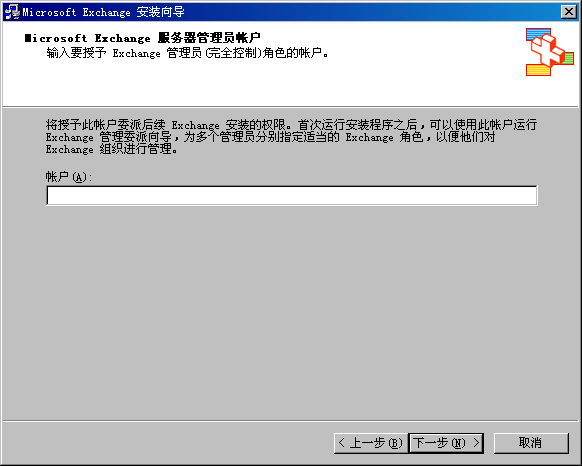 Microsoft Exchange 安装向导
Microsoft Exchange 服务器管理员帐户
输入要授予 Exchange 管理员(完全控制)角色的帐户。
将授予此帐户委派后续 Exchange 安装的权限。首次运行安装程序之后，可以使用此帐户运行
Exchange 管理委派向导，为多个管理员分别指定适当的 Exchange 角色，以便他们对
Exchange 组织进行管理。
帐户(A):
< 上一步(B) 下一步(N) > 取消